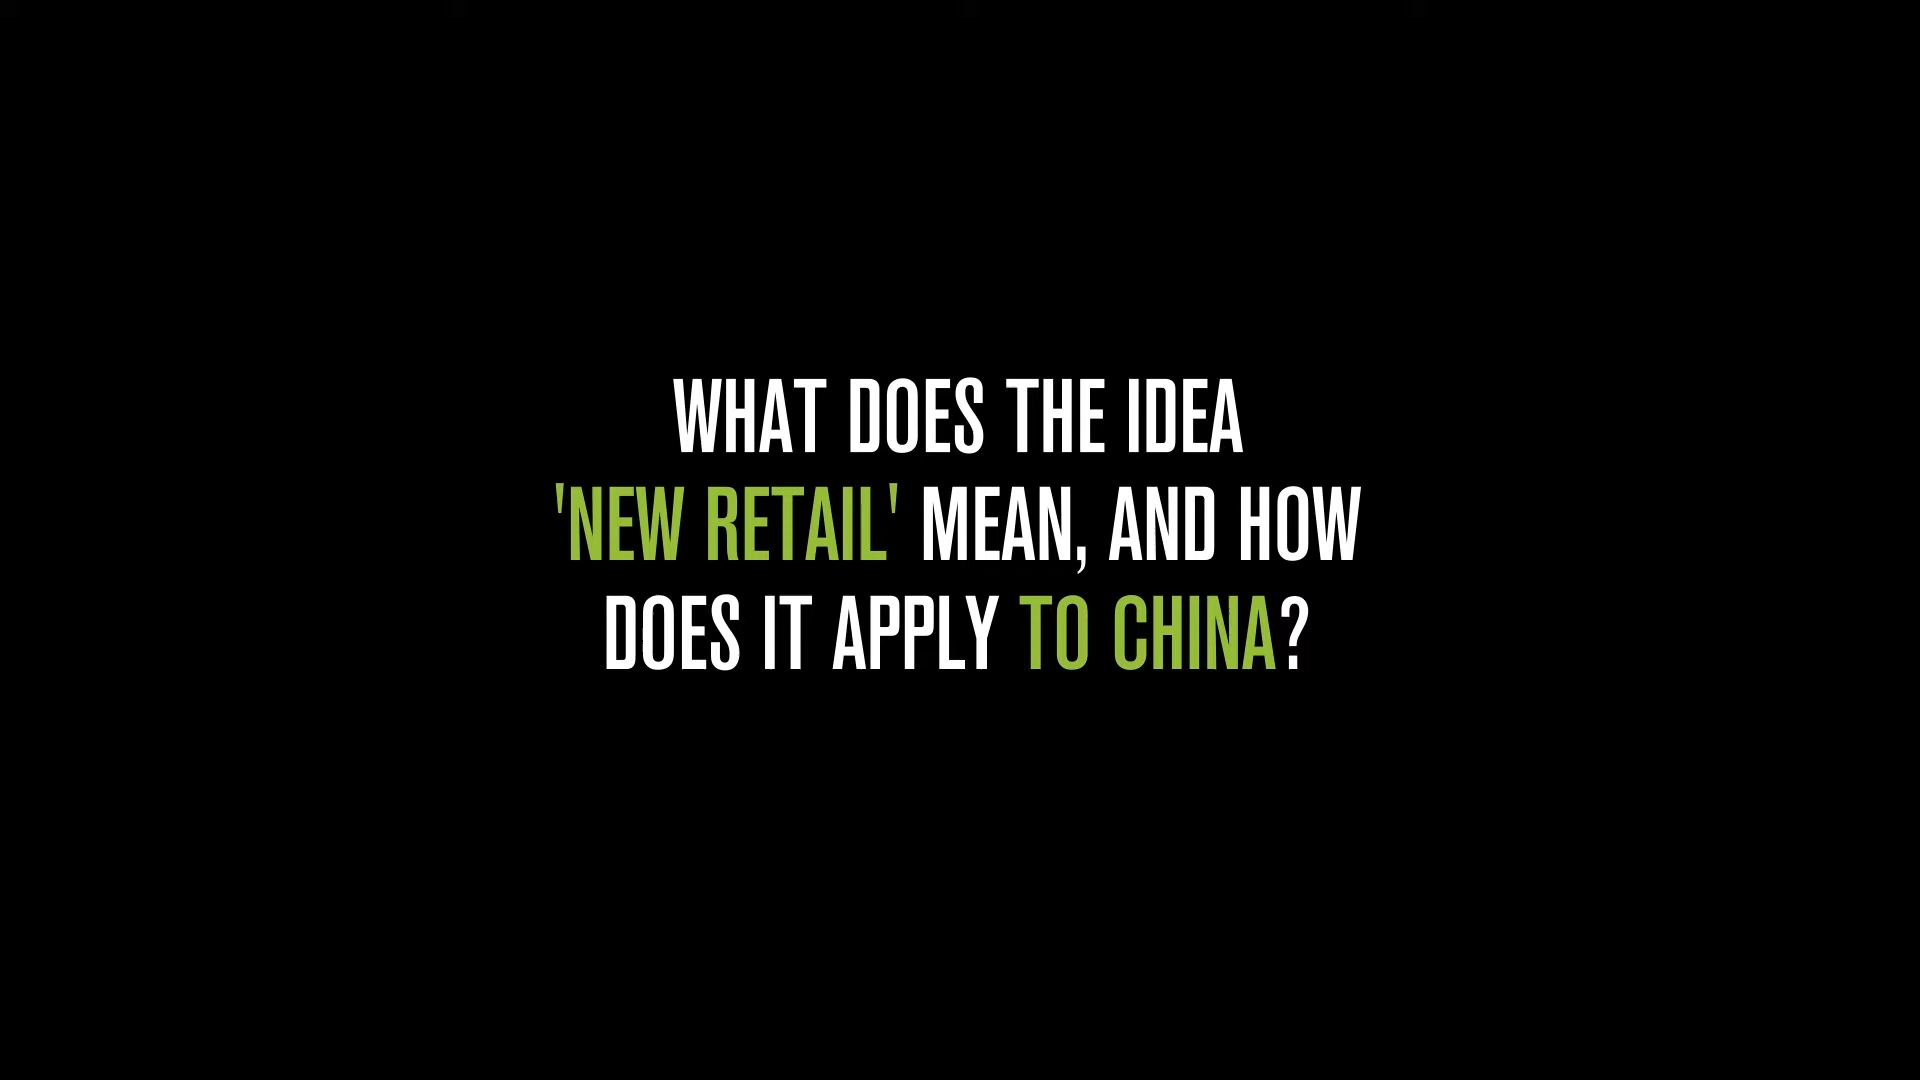 WHAT DOES THE IDEA
'NEW RETAIL' MEAN, AND HOW
DOES IT APPLY TO CHINA?